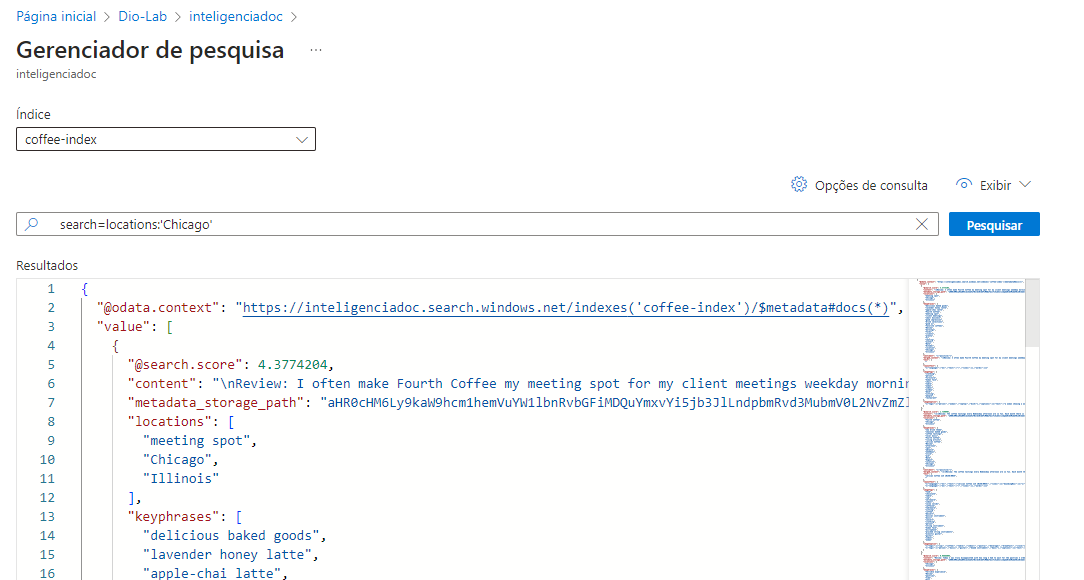 Página inicial > Dio-Lab > inteligenciadoc >
Gerenciador de pesquisa ...
inteligenciadoc
Índice
coffee-index
Opções de consulta Exibir
search=locations:'Chicago' Pesquisar
Resultados
1 {
2 "@odata.context": "https://inteligenciadoc.search.windows.net/indexes('coffee-index')/$metadata#docs(*)",
3 "value": [
4 {
5 "@search.score": 4.3774204,
6 "content": "\nReview: I often make Fourth Coffee my meeting spot for my client meetings weekday mornin
7 "metadata_storage_path":
8 "locations": [
9 "meeting spot",
10 "Chicago",
11 "Illinois"
12 ],
13 "keyphrases": [
14 "delicious baked goods",
15 "lavender honey latte",
16 "apple-chai latte",